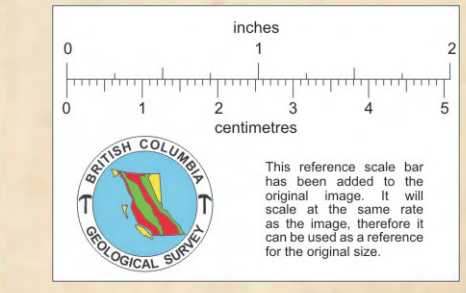 inches
0 1 2
0 1 2 3 4 5
centimetres
BRITISH COLUMBIA
GEOLOGICAL SURVEY
This reference scale bar
has been added to the
original image. It will
scale at the same rate
as the image, therefore it
can be used as a reference
for the original size.